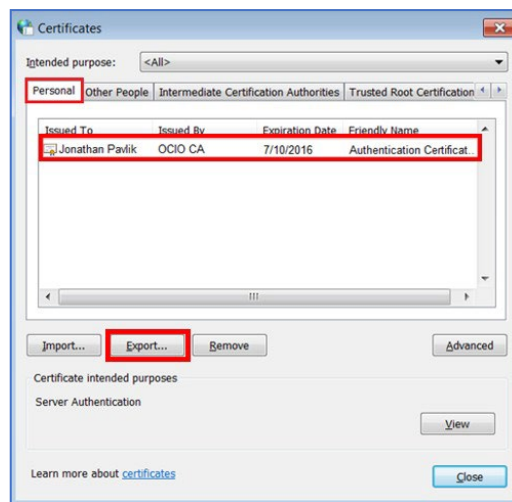 Certificates
Intended purpose: <All>
Personal Other People Intermediate Certification Authorities Trusted Root Certification
Issued To Issued By Expiration Date Friendly Name
Jonathan Pavlik OCIO CA 7/10/2016 Authentication Certificat..
Import... Export... Remove Advanced
Certificate intended purposes
Server Authentication
View
Learn more about certificates
Close